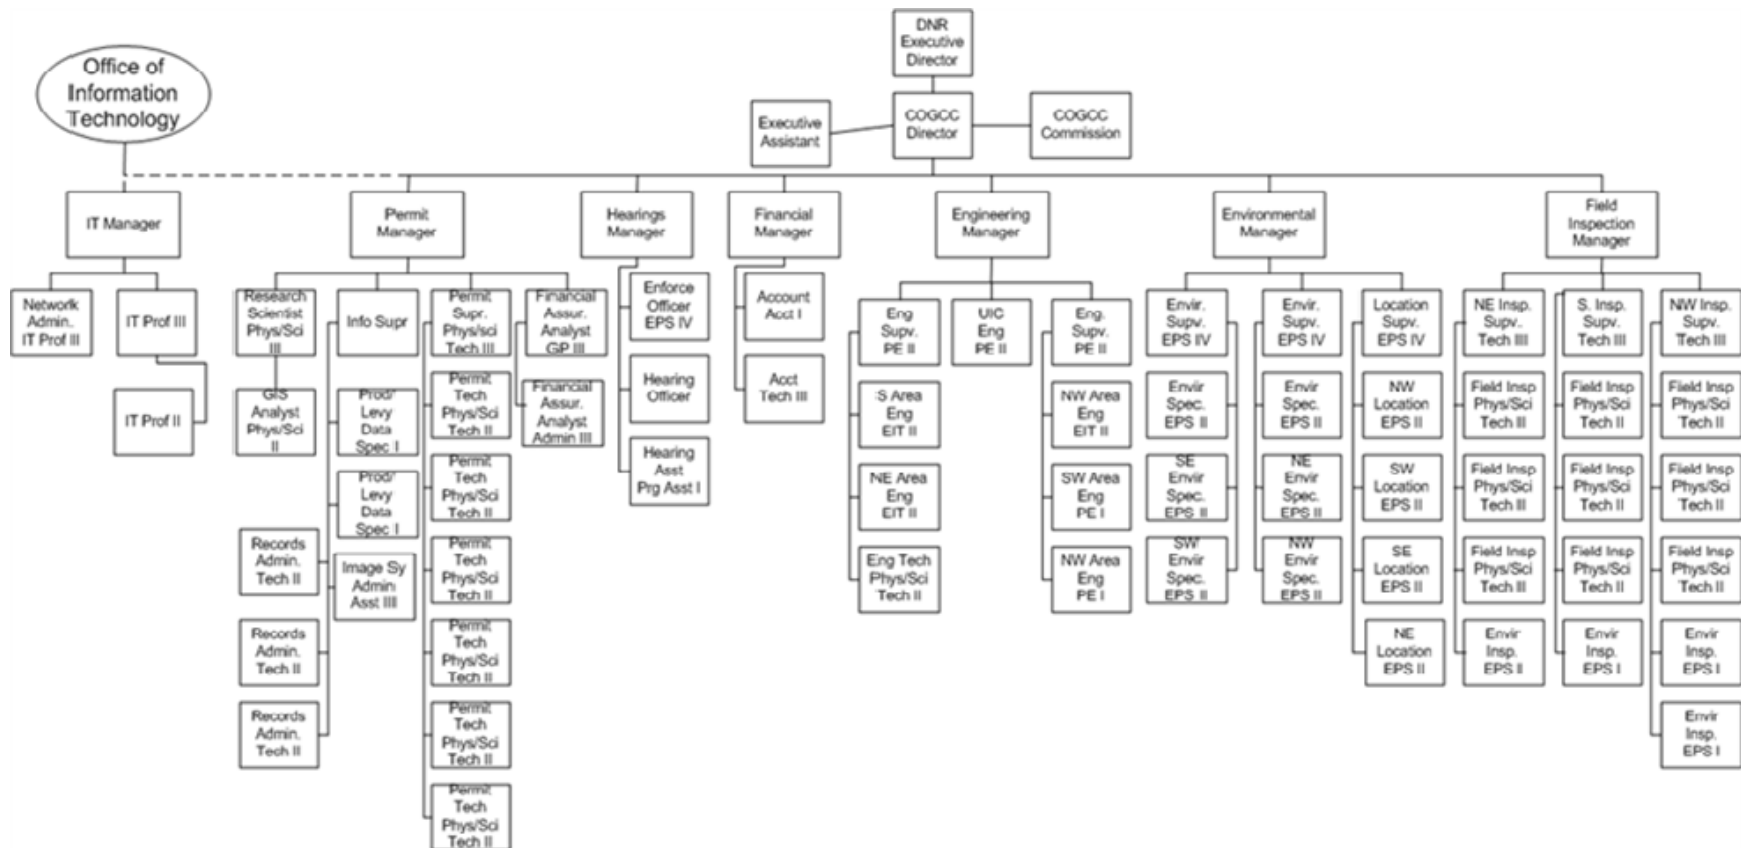 DNR
Executive
Director
Office of
Information
Technology
Executive
Assistant
COGCC
Director
COGCC
Commission
IT Manager
Permit
Manager
Hearings
Manager
Financial
Manager
Engineering
Manager
Environmental
Manager
Field
Inspection
Manager
Network
Admin.
IT Prof II
IT Prof III
IT Prof II
Research
Scientist
Phys/Sci
III
GIS
Analyst
Phys/Sci
II
Info Supr
Prod/
Levy
Data
Spec I
Prod/
Levy
Data
Spec I
Image Sy
Admin
Asst III
Records
Admin.
Tech II
Records
Admin.
Tech II
Records
Admin.
Tech II
Permit
Supr.
Phys/sci
Tech III
Permit
Tech
Phys/Sci
Tech II
Permit
Tech
Phys/Sci
Tech II
Permit
Tech
Phys/Sci
Tech II
Permit
Tech
Phys/Sci
Tech II
Permit
Tech
Phys/Sci
Tech II
Permit
Tech
Phys/Sci
Tech II
Financial
Assur.
Analyst
GP III
Financial
Assur.
Analyst
Admin III
Enforce
Officer
EPS IV
Hearing
Officer
Hearing
Asst
Prg Asst I
Account
Acct I
Acct
Tech III
Eng
Supv.
PE II
S Area
Eng
EIT II
NE Area
Eng
EIT II
Eng Tech
Phys/Sci
Tech II
UIC
Eng
PE II
Eng.
Supv.
PE II
NW Area
Eng
EIT II
SW Area
Eng
PE I
NW Area
Eng
PE I
Envir.
Supv.
EPS IV
Envir
Spec.
EPS II
SE
Envir
Spec.
EPS II
SW
Envir
Spec.
EPS II
Envir.
Supv.
EPS IV
Envir
Spec.
EPS II
NE
Envir
Spec.
EPS II
NW
Envir
Spec.
EPS II
Location
Supv.
EPS IV
NW
Location
EPS II
SW
Location
EPS II
SE
Location
EPS II
NE
Location
EPS II
NE Insp.
Supv.
Tech III
Field Insp
Phys/Sci
Tech III
Field Insp
Phys/Sci
Tech III
Field Insp
Phys/Sci
Tech III
Envir
Insp.
EPS II
S. Insp.
Supv.
Tech III
Field Insp
Phys/Sci
Tech II
Field Insp
Phys/Sci
Tech II
Field Insp
Phys/Sci
Tech II
Envir
Insp.
EPS I
NW Insp.
Supv.
Tech III
Field Insp
Phys/Sci
Tech II
Field Insp
Phys/Sci
Tech II
Field Insp
Phys/Sci
Tech II
Envir
Insp.
EPS I
Envir
Insp.
EPS I